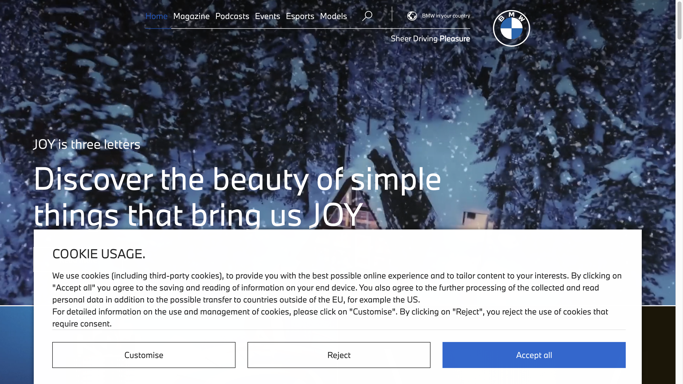 Home Magazine Podcasts Events Esports Models
BMW in your country
BMW
Sheer Driving Pleasure
JOY is three letters
Discover the beauty of simple
things that bring us JOY
COOKIE USAGE.
We use cookies (including third-party cookies), to provide you with the best possible online experience and to tailor content to your interests. By clicking on
"Accept all" you agree to the saving and reading of information on your end device. You also agree to the further processing of the collected and read
personal data in addition to the possible transfer to countries outside of the EU, for example the US.
For detailed information on the use and management of cookies, please click on "Customise". By clicking on "Reject", you reject the use of cookies that
require consent.
Customise
Reject
Accept all